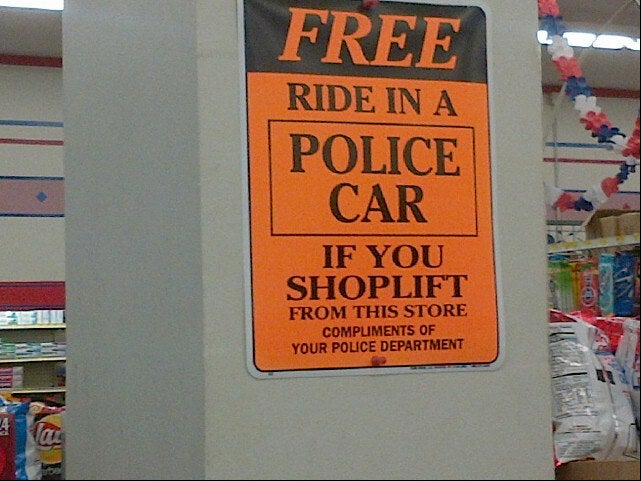 FREE
RIDE IN A
POLICE
CAR
IF YOU
SHOPLIFT
FROM THIS STORE
COMPLIMENTS OF
YOUR POLICE DEPARTMENT